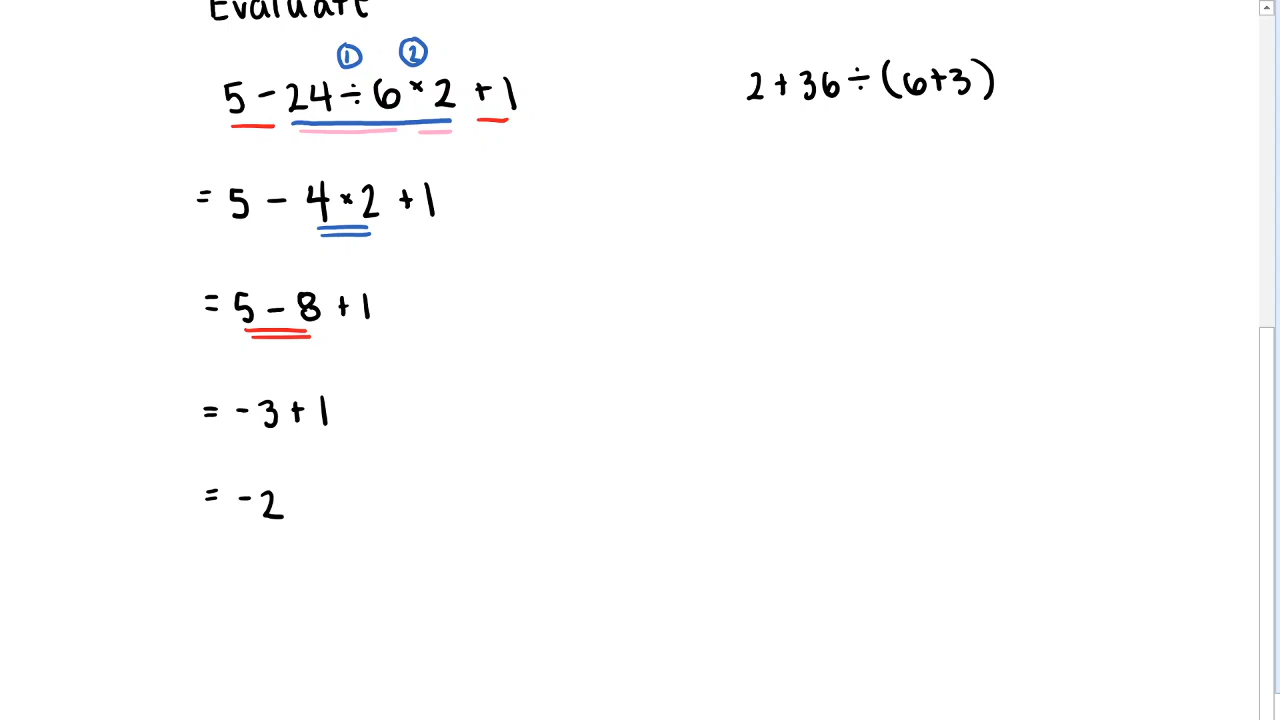 Evaluate
① ②
5 - 24 ÷ 6 × 2 + 1
= 5 - 4 × 2 + 1
= 5 - 8 + 1
= -3 + 1
= -2
2 + 36 ÷ (6+3)